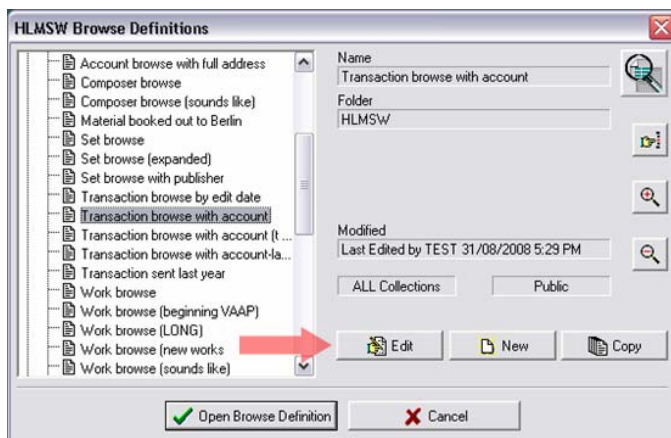 HLMSW Browse Definitions
Account browse with full address
Composer browse
Composer browse (sounds like)
Material booked out to Berlin
Set browse
Set browse (expanded)
Set browse with publisher
Transaction browse by edit date
Transaction browse with account
Transaction browse with account (t ...
Transaction browse with account-la...
Transaction sent last year
Work browse
Work browse (beginning VAAP)
Work browse (LONG)
Work browse (new works
Work browse (sounds like)
Name
Transaction browse with account
Folder
HLMSW
Modified
Last Edited by TEST 31/08/2008 5:29 PM
ALL Collections
Public
Edit
New
Copy
Open Browse Definition
Cancel